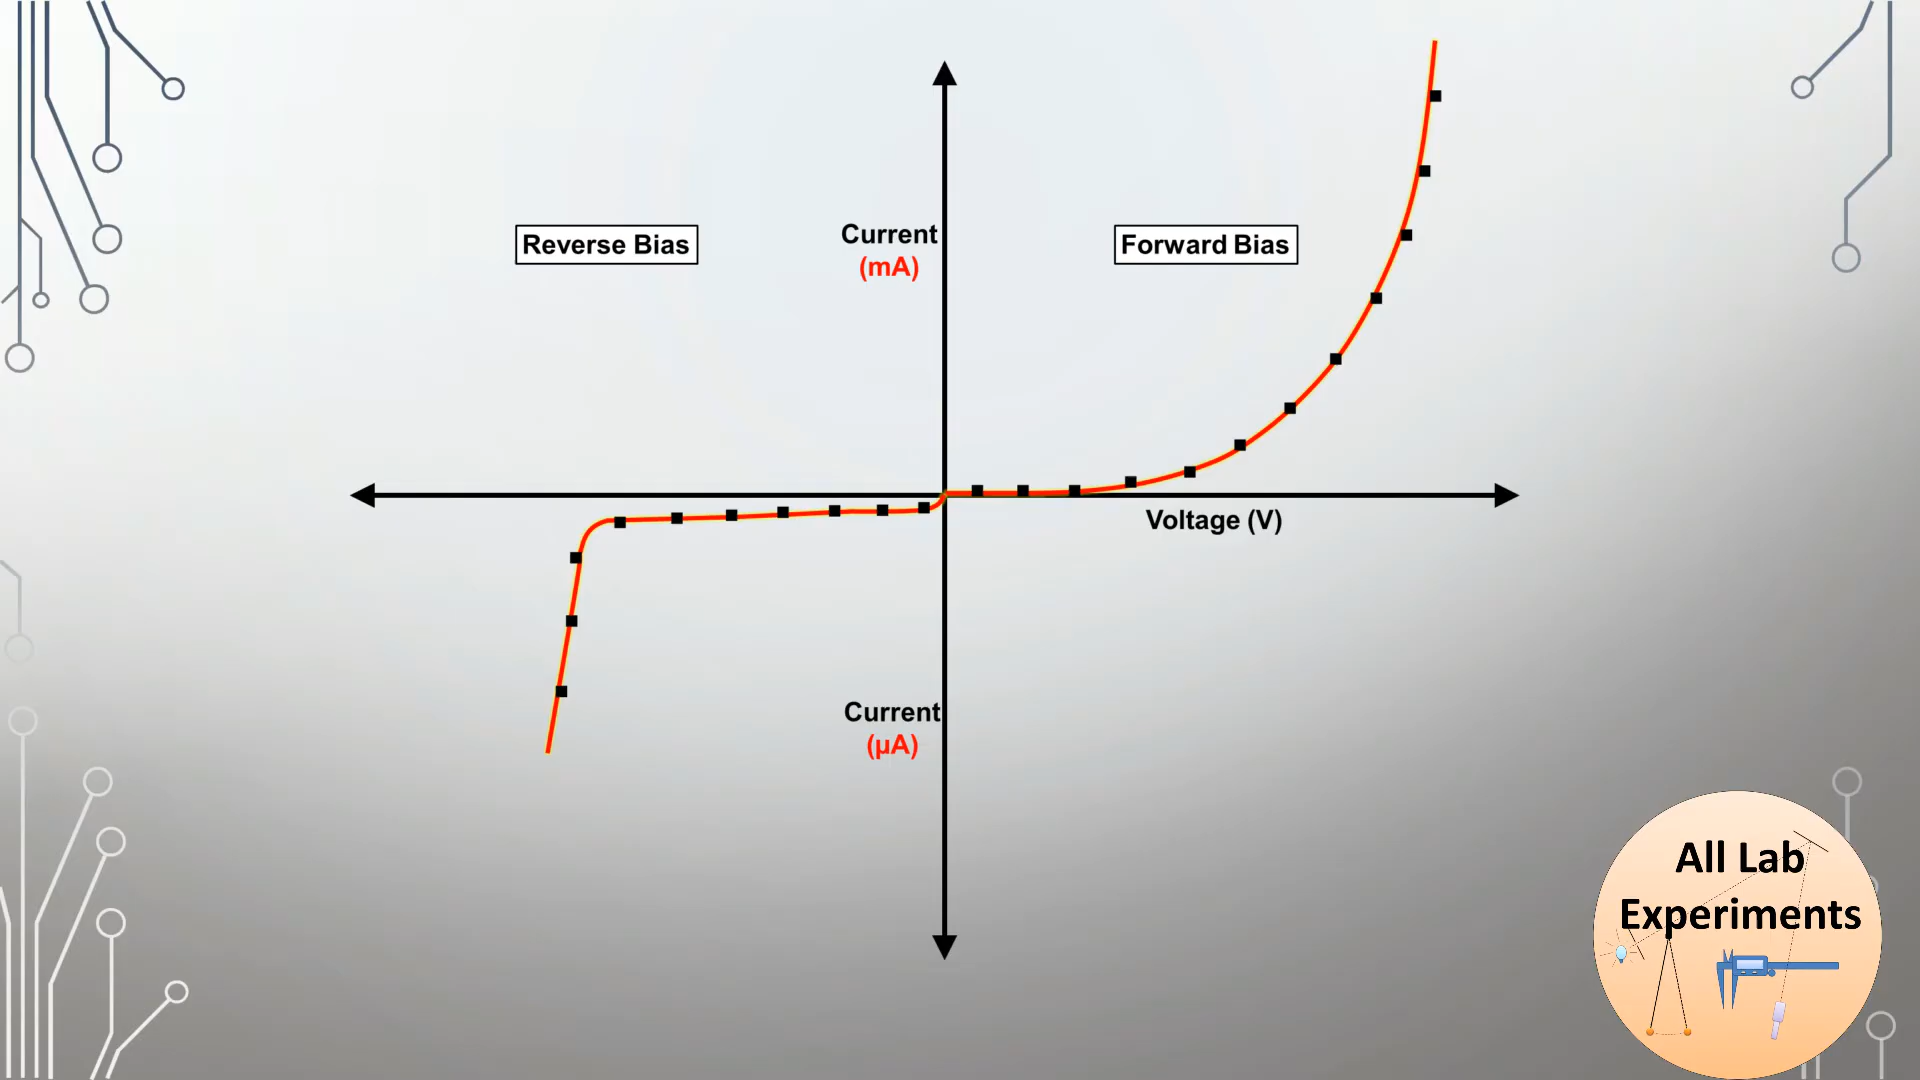 Reverse Bias
Current
(mA)
Forward Bias
Voltage (V)
Current
(µA)
All Lab
Experiments